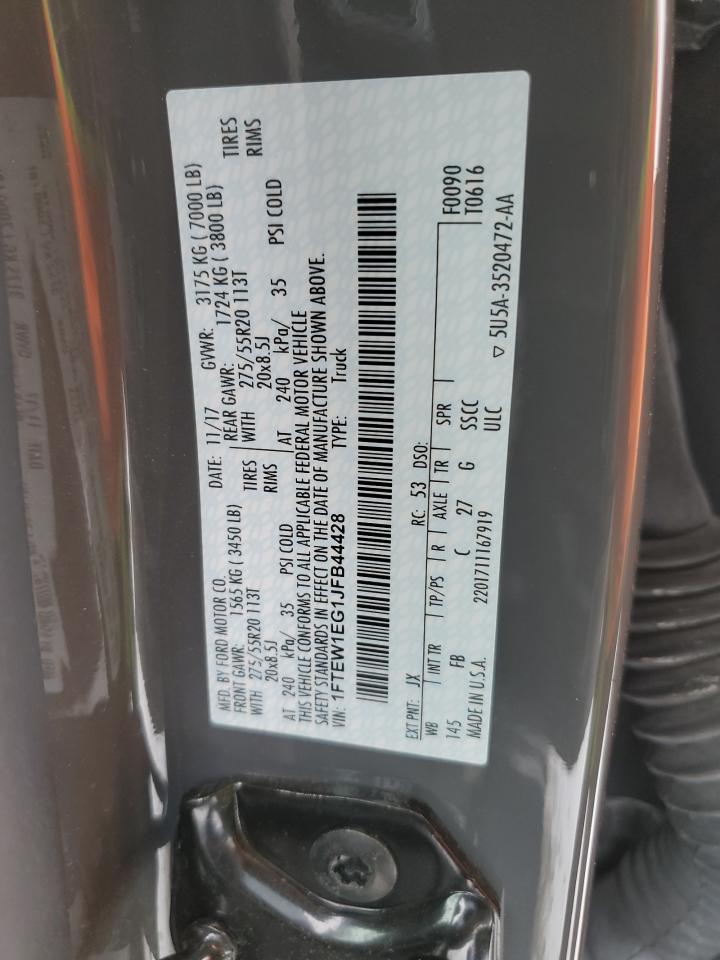 MFD. BY FORD MOTOR CO. DATE: 11/17 GVWR: 3175 KG ( 7000 LB)
FRONT GAWR: 1565 KG ( 3450 LB) REAR GAWR: 1724 KG ( 3800 LB)
WITH 275/55R20 113T TIRES WITH 275/55R20 113T TIRES
20x8.5J RIMS 20x8.5J RIMS
AT 240 kPa/ 35 PSI COLD AT 240 kPa/ 35 PSI COLD
THIS VEHICLE CONFORMS TO ALL APPLICABLE FEDERAL MOTOR VEHICLE
SAFETY STANDARDS IN EFFECT ON THE DATE OF MANUFACTURE SHOWN ABOVE.
VIN: 1FTEW1EG1JFB44428 TYPE: Truck
EXT PNT: JX RC: 53 DSO: F0090
WB INT TR TP/PS R AXLE TR SPR T0616
145 FB C 27 G SSCC
MADE IN U.S.A. 2201711167919 ULC
▽ 5U5A-3520472-AA